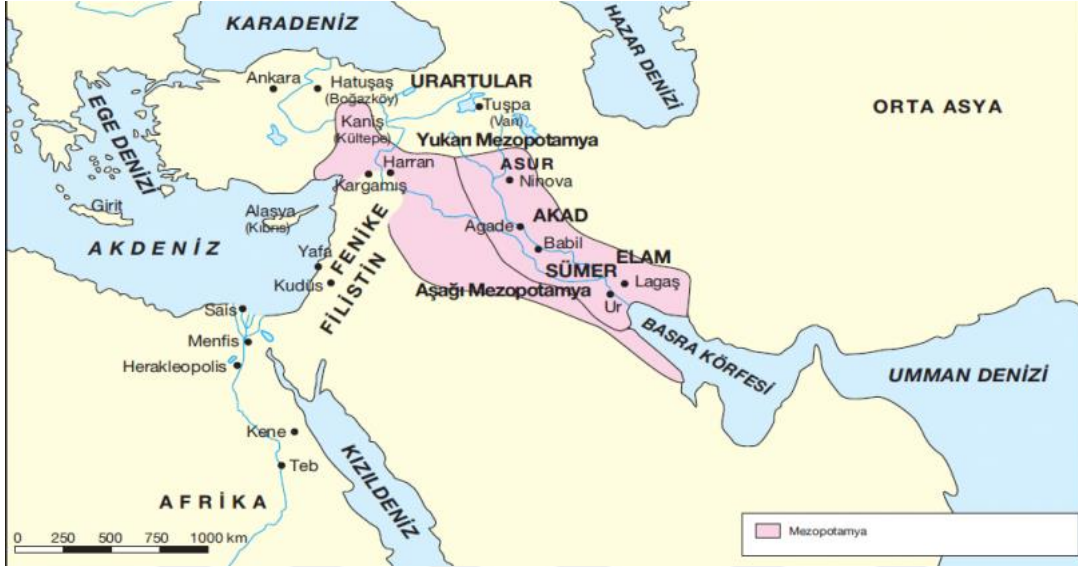 KARADENİZ
HAZAR DENİZİ
Ankara
Hatuşaş
(Boğazköy)
URARTULAR
Tuşpa
(Van)
ORTA ASYA
EGE DENİZİ
Kaniş
(Kültepe)
Yukarı Mezopotamya
Harran
Kargamış
ASUR
Ninova
Girit
Alaşya
(Kıbrıs)
AKDENİZ
AKAD
Agade
Babil
ELAM
SÜMER
Lagaş
Aşağı Mezopotamya
Ur
Yafa
Kudüs
FENİKE
FİLİSTİN
Sais
Menfis
Herakleopolis
BASRA KÖRFESİ
UMMAN DENİZİ
Kene
Teb
KIZILDENİZ
AFRİKA
0 250 500 750 1000 km
Mezopotamya